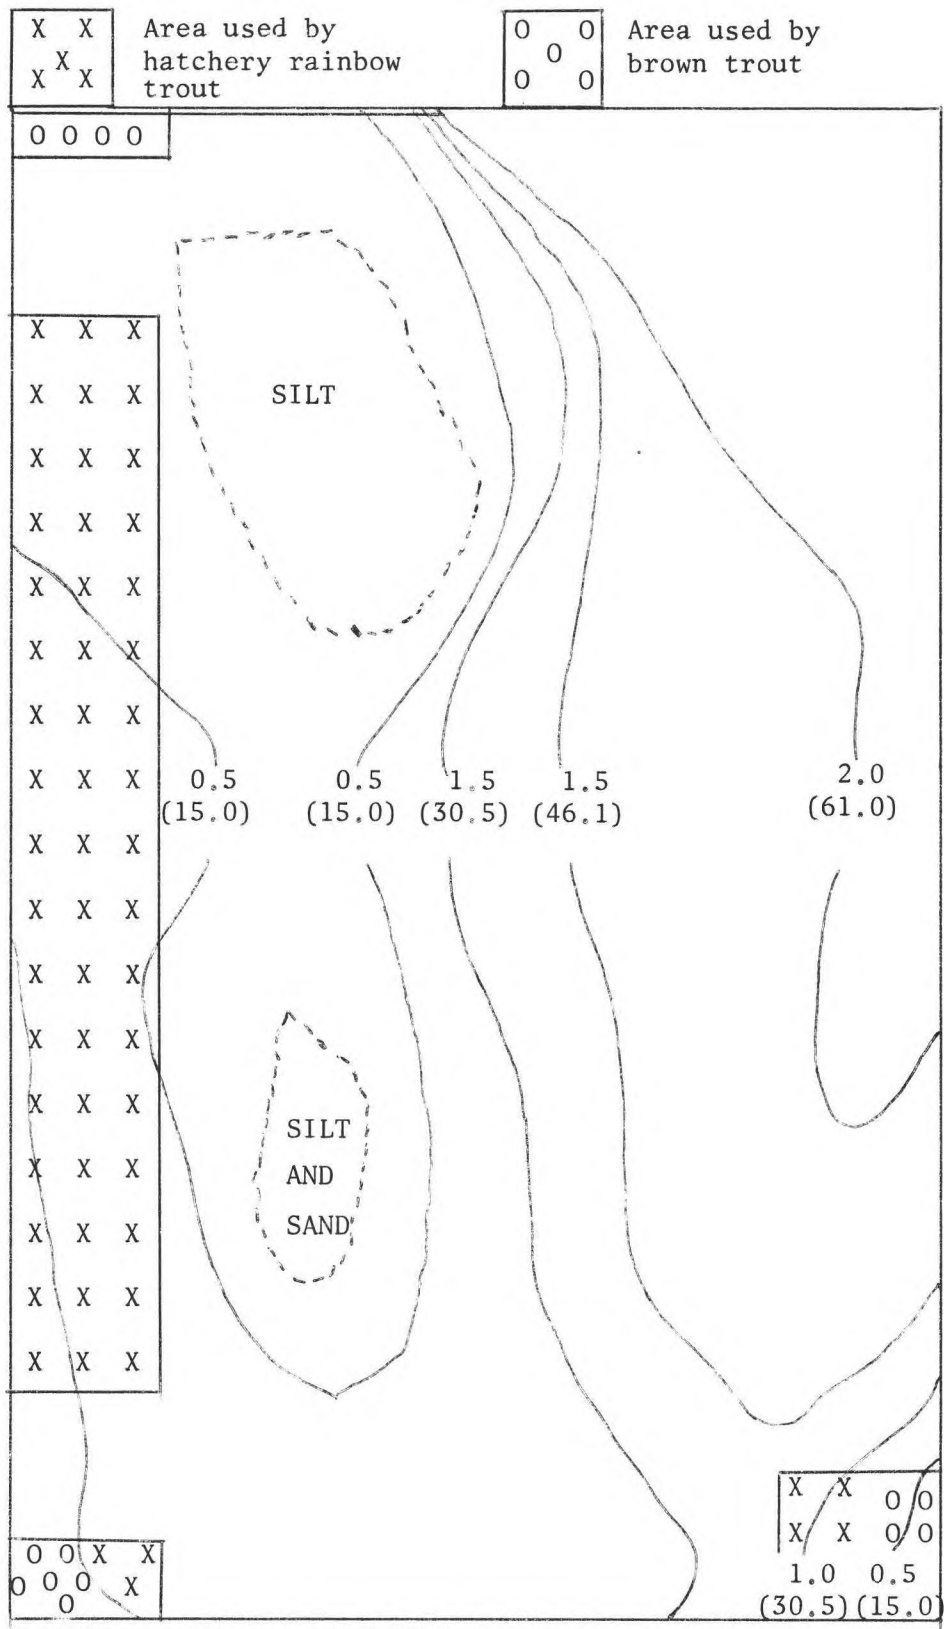 X X
X
X X
Area used by
hatchery rainbow
trout
O O
O
O O
Area used by
brown trout
O O O O
X X X
X X X
SILT
X X X
X X X
X X X
X X X
X X X
X X X
0.5 0.5 1.5 1.5 2.0
(15.0) (15.0) (30.5) (46.1) (61.0)
X X X
X X X
X X X
X X X
X X X
SILT
X X X
AND
X X X
SAND
X X X
X X X
X X O O
X X O O
O O X X
O O O X
O
1.0 0.5
(30.5) (15.0)